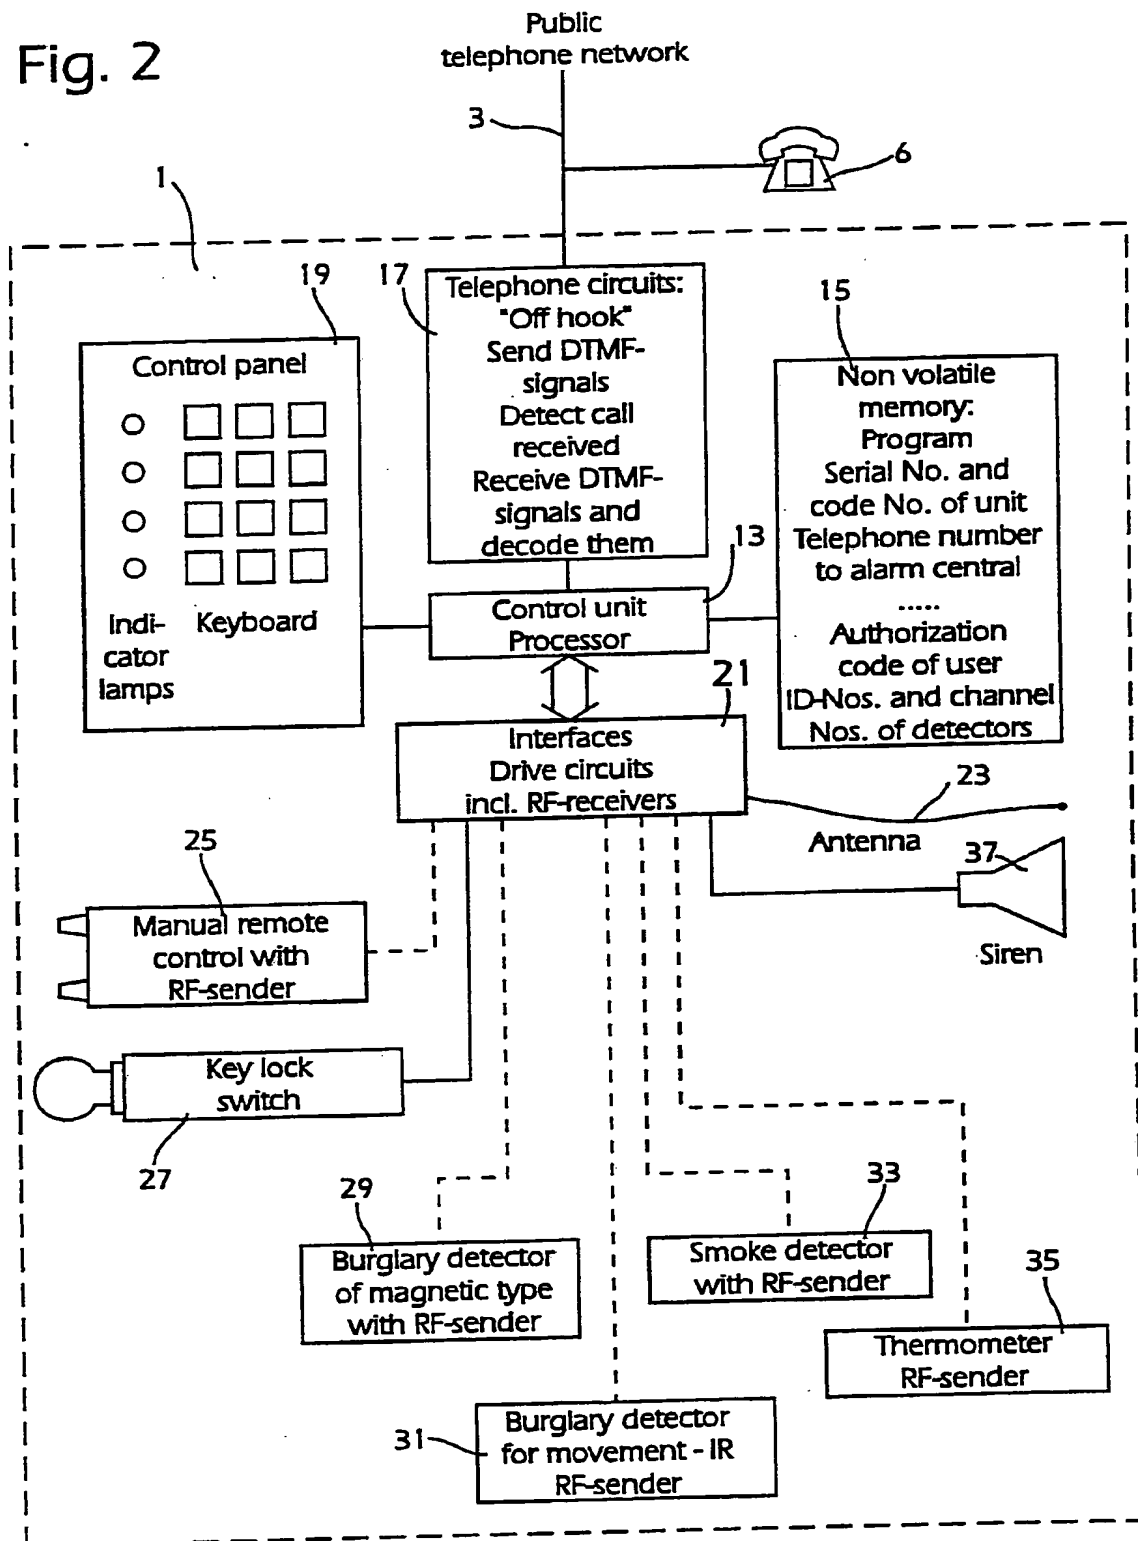 Fig. 2
Public
telephone network
3
6
1
19
17
15
Telephone circuits:
"Off hook"
Send DTMF-
signals
Detect call
received
Receive DTMF-
signals and
decode them
Control panel
Indi-
cator
lamps
Keyboard
Non volatile
memory:
Program
Serial No. and
code No. of unit
Telephone number
to alarm central
.....
Authorization
code of user
ID-Nos. and channel
Nos. of detectors
13
Control unit
Processor
21
Interfaces
Drive circuits
incl. RF-receivers
23
Antenna
37
Siren
25
Manual remote
control with
RF-sender
Key lock
switch
27
29
Burglary detector
of magnetic type
with RF-sender
33
Smoke detector
with RF-sender
35
Thermometer
RF-sender
31
Burglary detector
for movement - IR
RF-sender